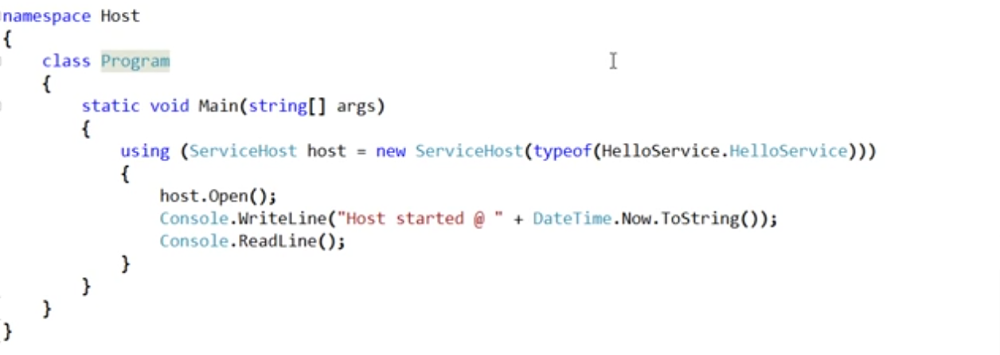 namespace Host
{
    class Program
    {
        static void Main(string[] args)
        {
            using (ServiceHost host = new ServiceHost(typeof(HelloService.HelloService)))
            {
                host.Open();
                Console.WriteLine("Host started @ " + DateTime.Now.ToString());
                Console.ReadLine();
            }
        }
    }
}